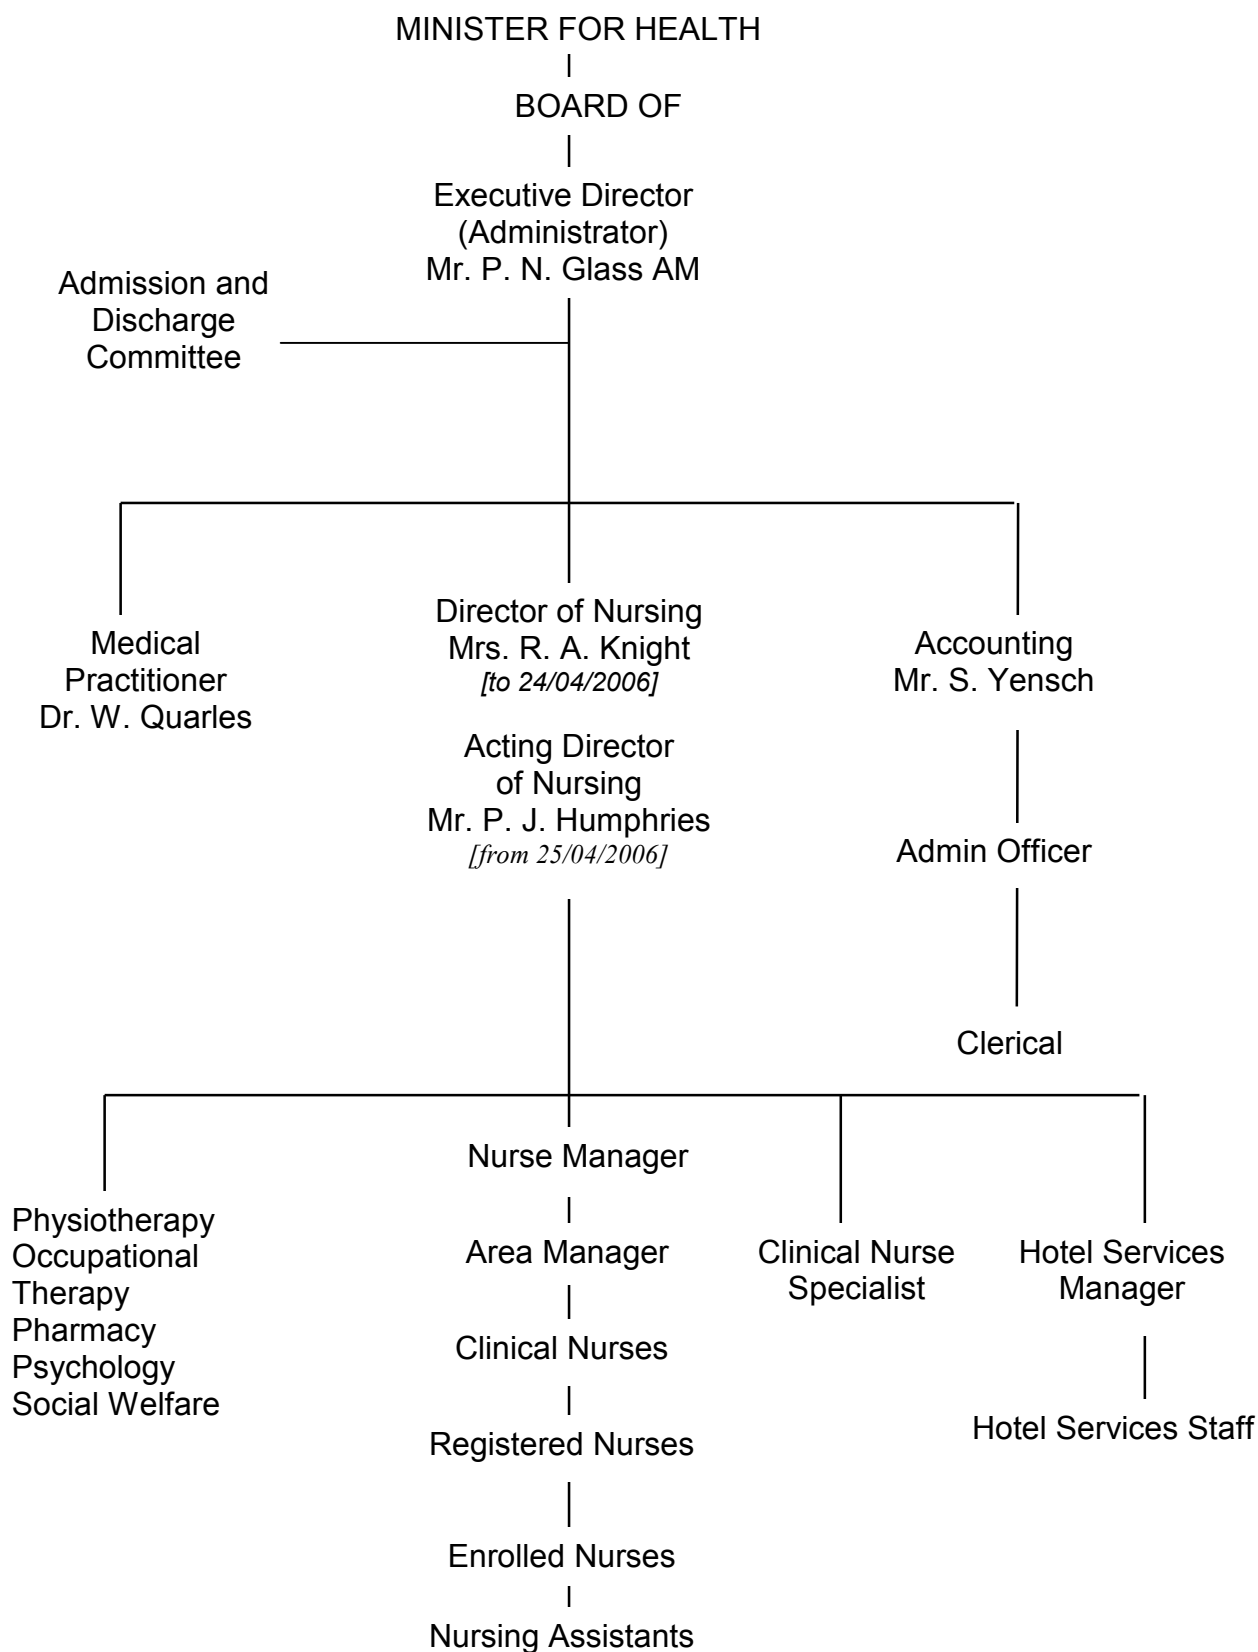 MINISTER FOR HEALTH
BOARD OF
Executive Director
(Administrator)
Mr. P. N. Glass AM
Admission and
Discharge
Committee
Medical
Practitioner
Dr. W. Quarles
Director of Nursing
Mrs. R. A. Knight
[to 24/04/2006]
Acting Director
of Nursing
Mr. P. J. Humphries
[from 25/04/2006]
Accounting
Mr. S. Yensch
Admin Officer
Clerical
Physiotherapy
Occupational
Therapy
Pharmacy
Psychology
Social Welfare
Nurse Manager
Area Manager
Clinical Nurses
Registered Nurses
Enrolled Nurses
Nursing Assistants
Clinical Nurse
Specialist
Hotel Services
Manager
Hotel Services Staff